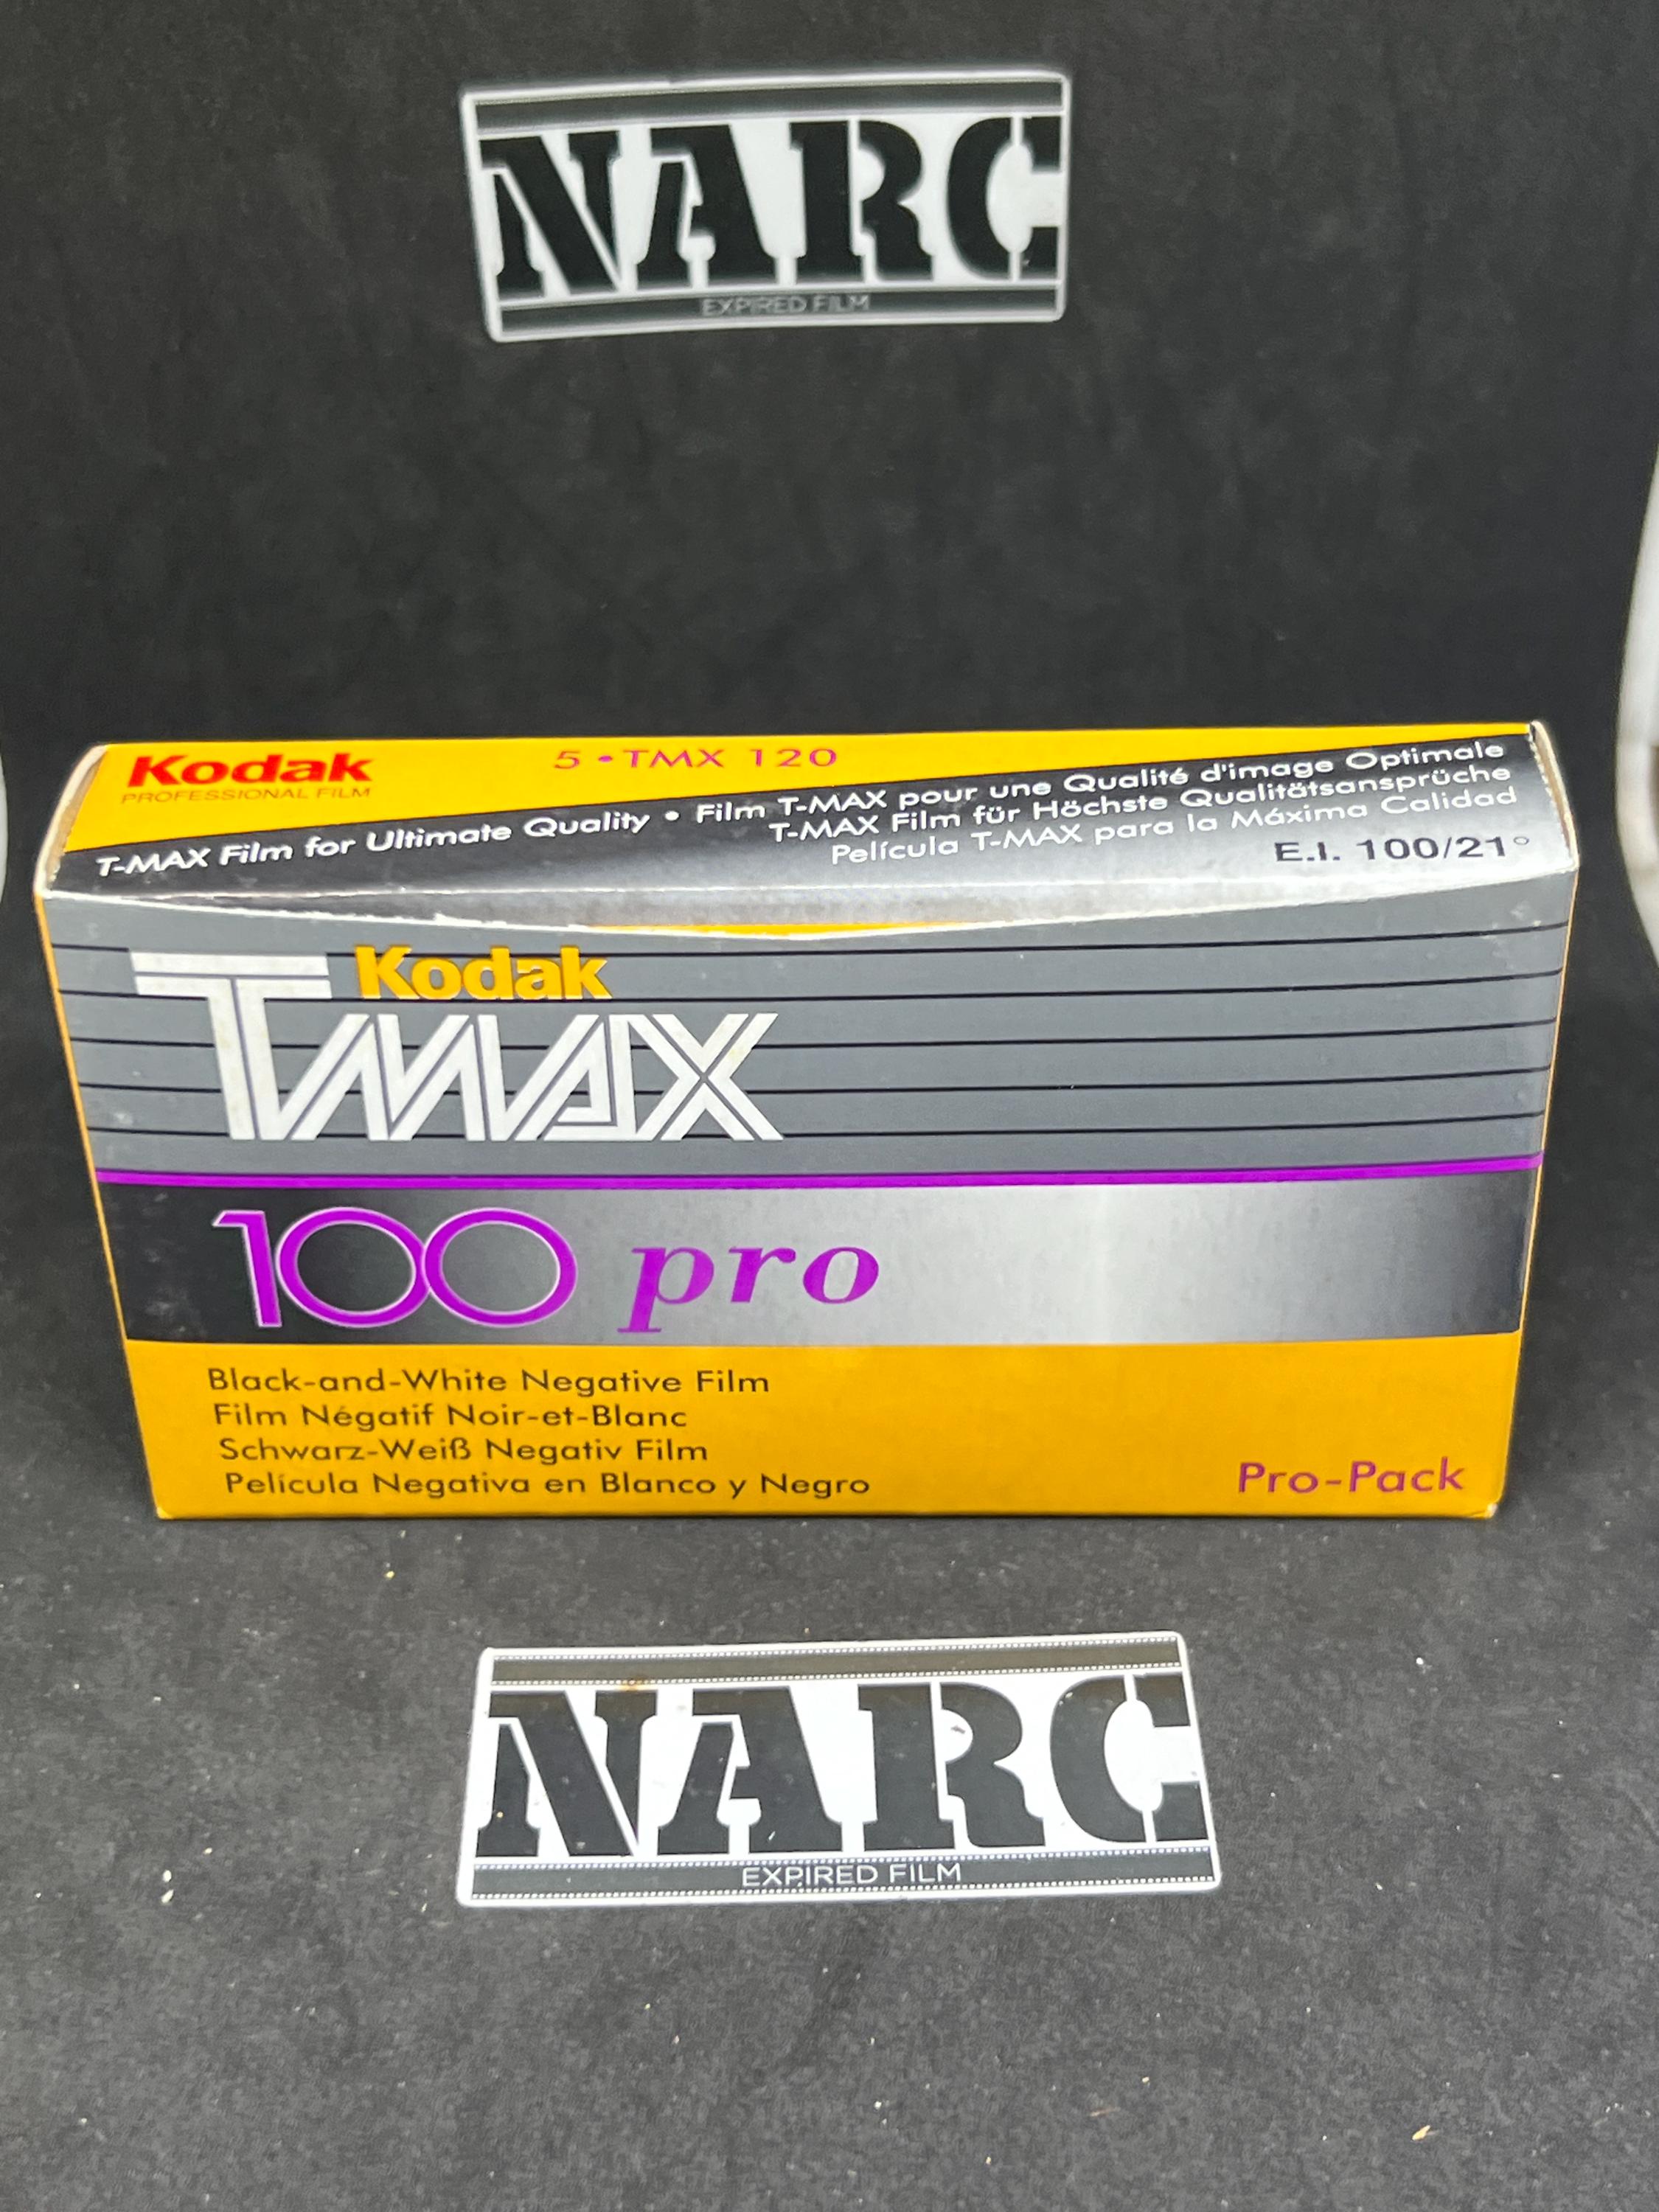 NARC
EXPIRED FILM
Kodak
PROFESSIONAL FILM
5 • TMX 120
T-MAX Film for Ultimate Quality • Film T-MAX pour une Qualité d'image Optimale
T-MAX Film für Höchste Qualitätsansprüche
Película T-MAX para la Máxima Calidad
E.I. 100/21°
Kodak
TMAX
100 pro
Black-and-White Negative Film
Film Négatif Noir-et-Blanc
Schwarz-Weiß Negativ Film
Película Negativa en Blanco y Negro
Pro-Pack
NARC
EXPIRED FILM